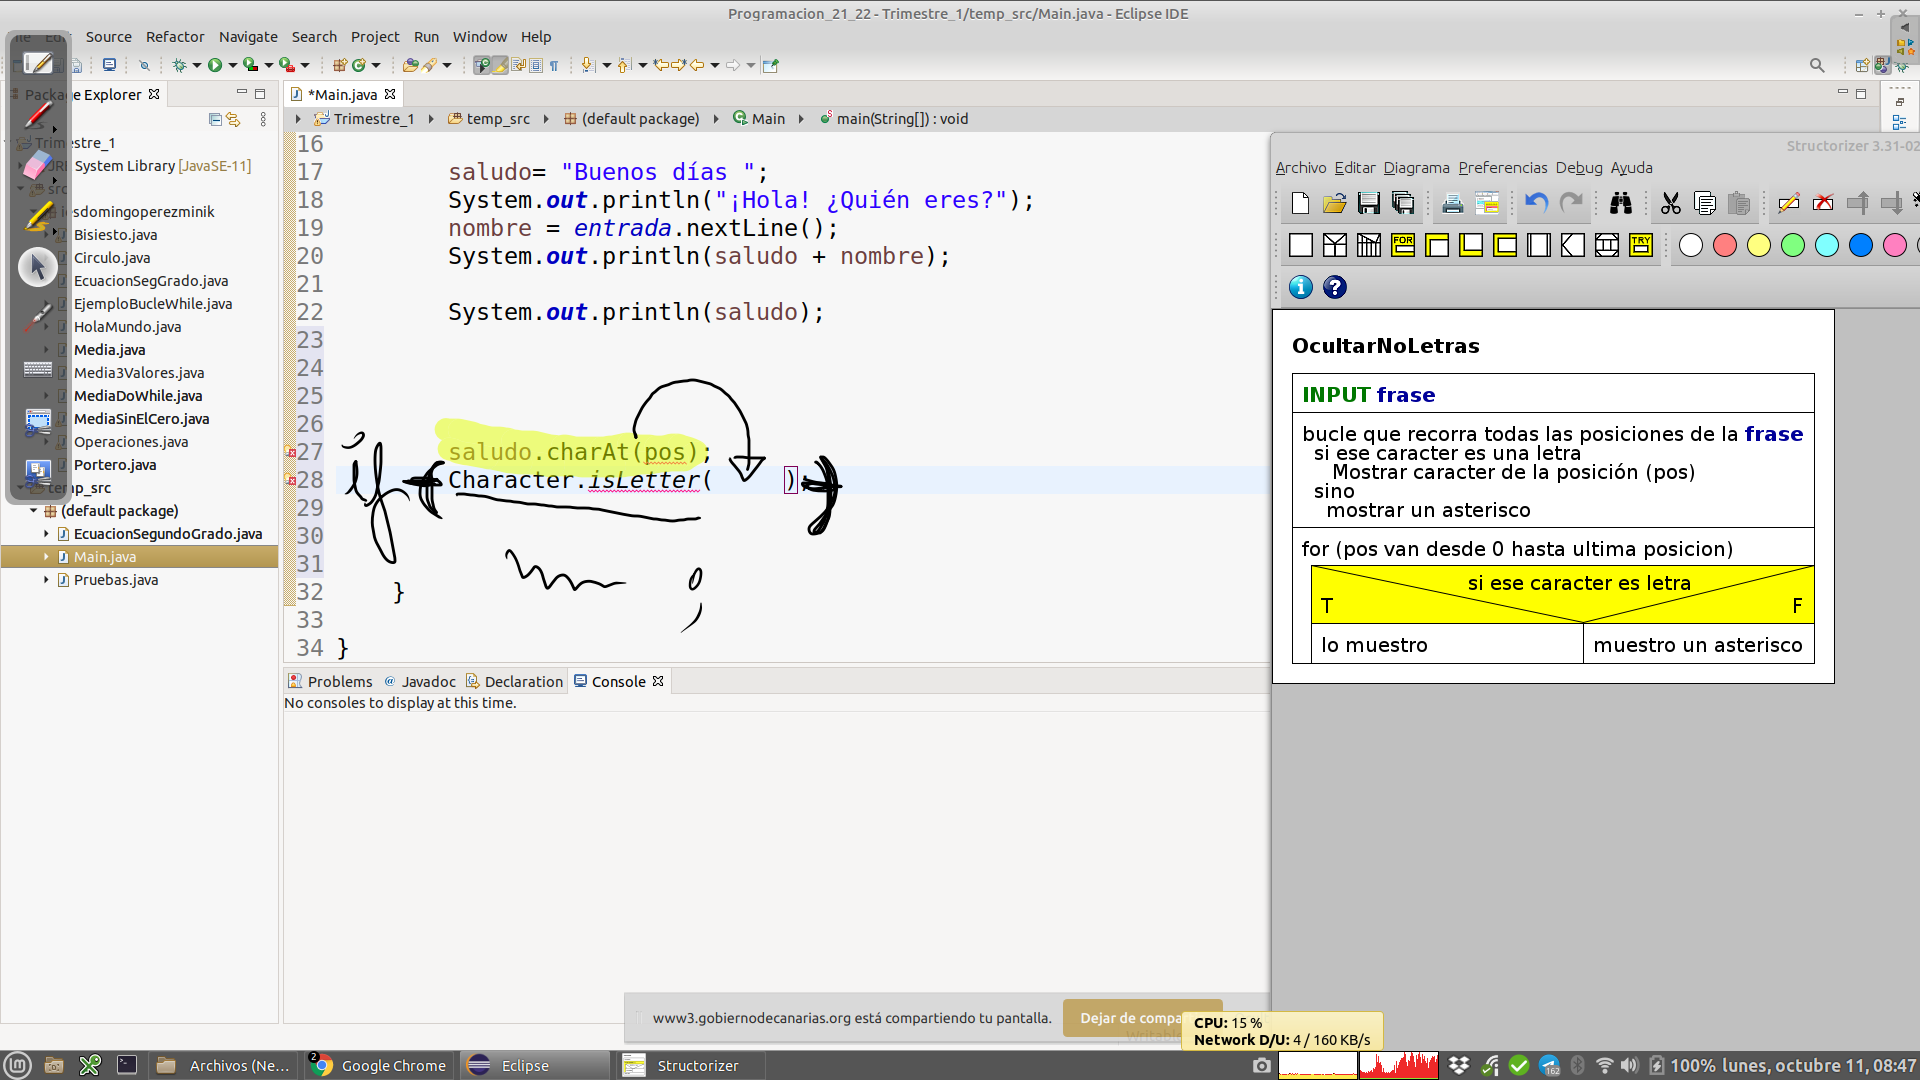 Programacion_21_22 - Trimestre_1/temp_src/Main.java - Eclipse IDE
Source Refactor Navigate Search Project Run Window Help
Package Explorer
*Main.java
Trimestre_1 temp_src (default package) Main main(String[]) : void
Trimestre_1
System Library [JavaSE-11]
src
iesdomingoperezminik
Bisiesto.java
Circulo.java
EcuacionSegGrado.java
EjemploBucleWhile.java
HolaMundo.java
Media.java
Media3Valores.java
MediaDoWhile.java
MediaSinElCero.java
Operaciones.java
Portero.java
temp_src
(default package)
EcuacionSegundoGrado.java
Main.java
Pruebas.java
16
17 saludo= "Buenos días ";
18 System.out.println("¡Hola! ¿Quién eres?");
19 nombre = entrada.nextLine();
20 System.out.println(saludo + nombre);
21
22 System.out.println(saludo);
23
24
25
26
27 saludo.charAt(pos);
28 if ( Character.isLetter( ); )
29
30
31
32 }
33
34 }
Problems Javadoc Declaration Console
No consoles to display at this time.
Structorizer 3.31-02
Archivo Editar Diagrama Preferencias Debug Ayuda
FOR
TRY
OcultarNoLetras
INPUT frase
bucle que recorra todas las posiciones de la frase
si ese caracter es una letra
Mostrar caracter de la posición (pos)
sino
mostrar un asterisco
for (pos van desde 0 hasta ultima posicion)
si ese caracter es letra
T F
lo muestro muestro un asterisco
www3.gobiernodecanarias.org está compartiendo tu pantalla.
Dejar de compa
CPU: 15 %
Network D/U: 4 / 160 KB/s
Archivos (Ne...
2 Google Chrome
Eclipse
Structorizer
162
100% lunes, octubre 11, 08:47